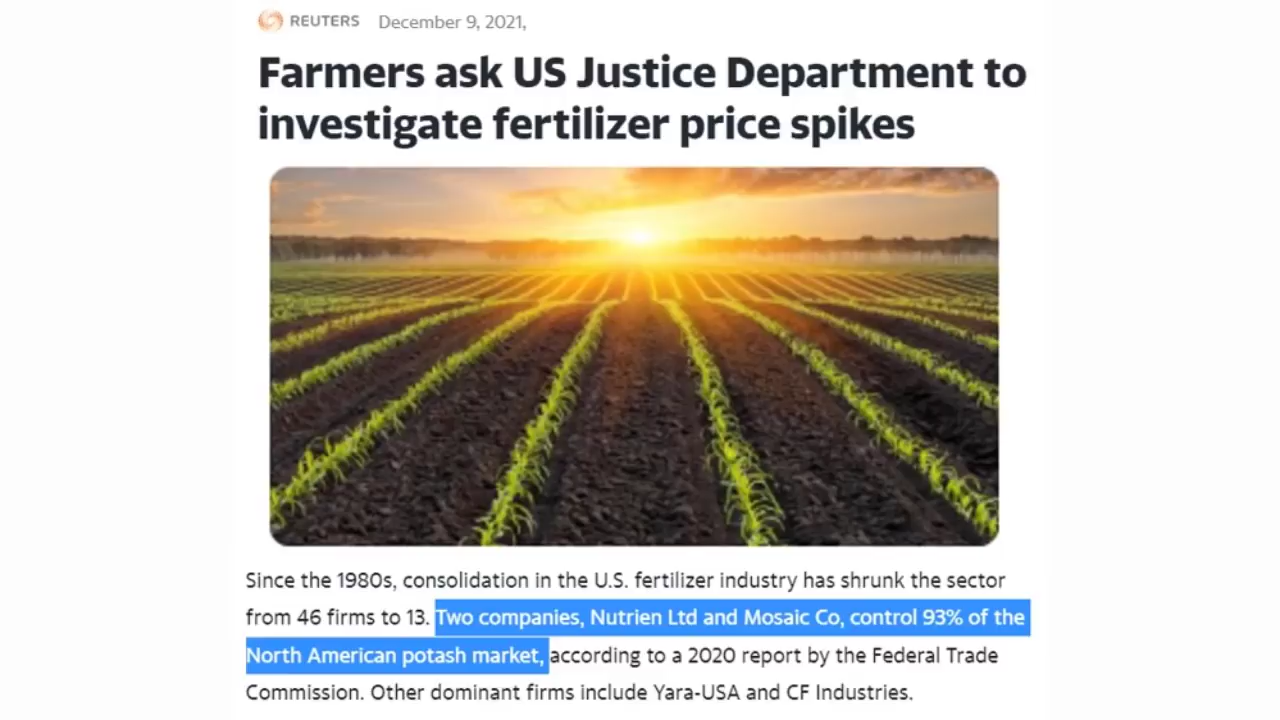 REUTERS December 9, 2021,
Farmers ask US Justice Department to
investigate fertilizer price spikes
Since the 1980s, consolidation in the U.S. fertilizer industry has shrunk the sector
from 46 firms to 13. Two companies, Nutrien Ltd and Mosaic Co, control 93% of the
North American potash market, according to a 2020 report by the Federal Trade
Commission. Other dominant firms include Yara-USA and CF Industries.